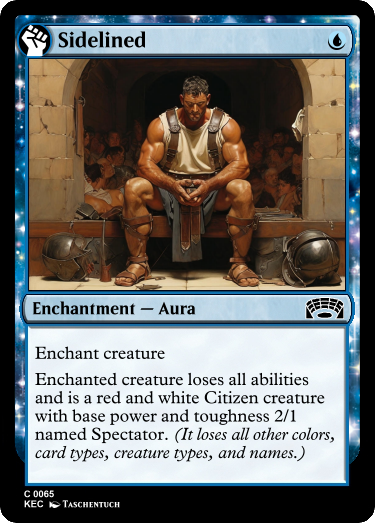 Sidelined
Enchantment — Aura
Enchant creature
Enchanted creature loses all abilities
and is a red and white Citizen creature
with base power and toughness 2/1
named Spectator. (It loses all other colors,
card types, creature types, and names.)
C 0065
KEC TASCHENTUCH